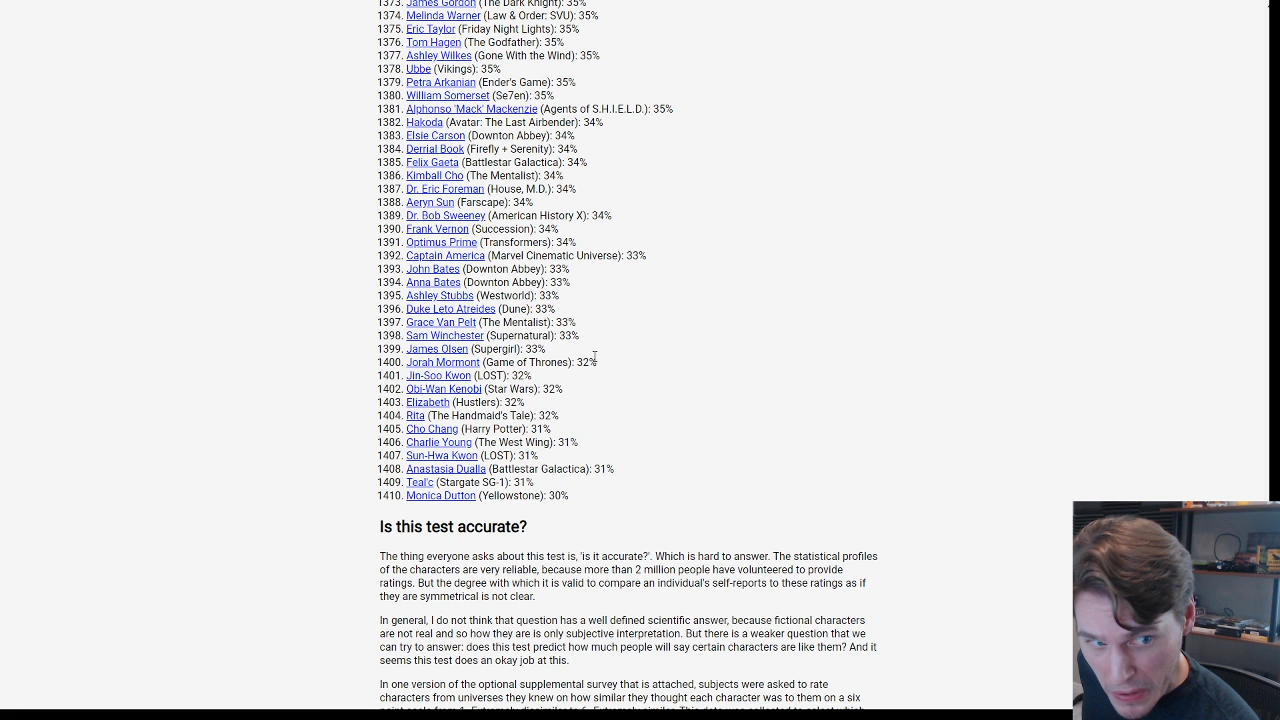 1373. James Gordon (The Dark Knight): 35%
1374. Melinda Warner (Law & Order: SVU): 35%
1375. Eric Taylor (Friday Night Lights): 35%
1376. Tom Hagen (The Godfather): 35%
1377. Ashley Wilkes (Gone With the Wind): 35%
1378. Ubbe (Vikings): 35%
1379. Petra Arkanian (Ender's Game): 35%
1380. William Somerset (Se7en): 35%
1381. Alphonso 'Mack' Mackenzie (Agents of S.H.I.E.L.D.): 35%
1382. Hakoda (Avatar: The Last Airbender): 34%
1383. Elsie Carson (Downton Abbey): 34%
1384. Derrial Book (Firefly + Serenity): 34%
1385. Felix Gaeta (Battlestar Galactica): 34%
1386. Kimball Cho (The Mentalist): 34%
1387. Dr. Eric Foreman (House, M.D.): 34%
1388. Aeryn Sun (Farscape): 34%
1389. Dr. Bob Sweeney (American History X): 34%
1390. Frank Vernon (Succession): 34%
1391. Optimus Prime (Transformers): 34%
1392. Captain America (Marvel Cinematic Universe): 33%
1393. John Bates (Downton Abbey): 33%
1394. Anna Bates (Downton Abbey): 33%
1395. Ashley Stubbs (Westworld): 33%
1396. Duke Leto Atreides (Dune): 33%
1397. Grace Van Pelt (The Mentalist): 33%
1398. Sam Winchester (Supernatural): 33%
1399. James Olsen (Supergirl): 33%
1400. Jorah Mormont (Game of Thrones): 32%
1401. Jin-Soo Kwon (LOST): 32%
1402. Obi-Wan Kenobi (Star Wars): 32%
1403. Elizabeth (Hustlers): 32%
1404. Rita (The Handmaid's Tale): 32%
1405. Cho Chang (Harry Potter): 31%
1406. Charlie Young (The West Wing): 31%
1407. Sun-Hwa Kwon (LOST): 31%
1408. Anastasia Dualla (Battlestar Galactica): 31%
1409. Teal'c (Stargate SG-1): 31%
1410. Monica Dutton (Yellowstone): 30%
Is this test accurate?
The thing everyone asks about this test is, 'is it accurate?'. Which is hard to answer. The statistical profiles
of the characters are very reliable, because more than 2 million people have volunteered to provide
ratings. But the degree with which it is valid to compare an individual's self-reports to these ratings as if
they are symmetrical is not clear.
In general, I do not think that question has a well defined scientific answer, because fictional characters
are not real and so how they are is only subjective interpretation. But there is a weaker question that we
can try to answer: does this test predict how much people will say certain characters are like them? And it
seems this test does an okay job at this.
In one version of the optional supplemental survey that is attached, subjects were asked to rate
characters from universes they knew on how similar they thought each character was to them on a six